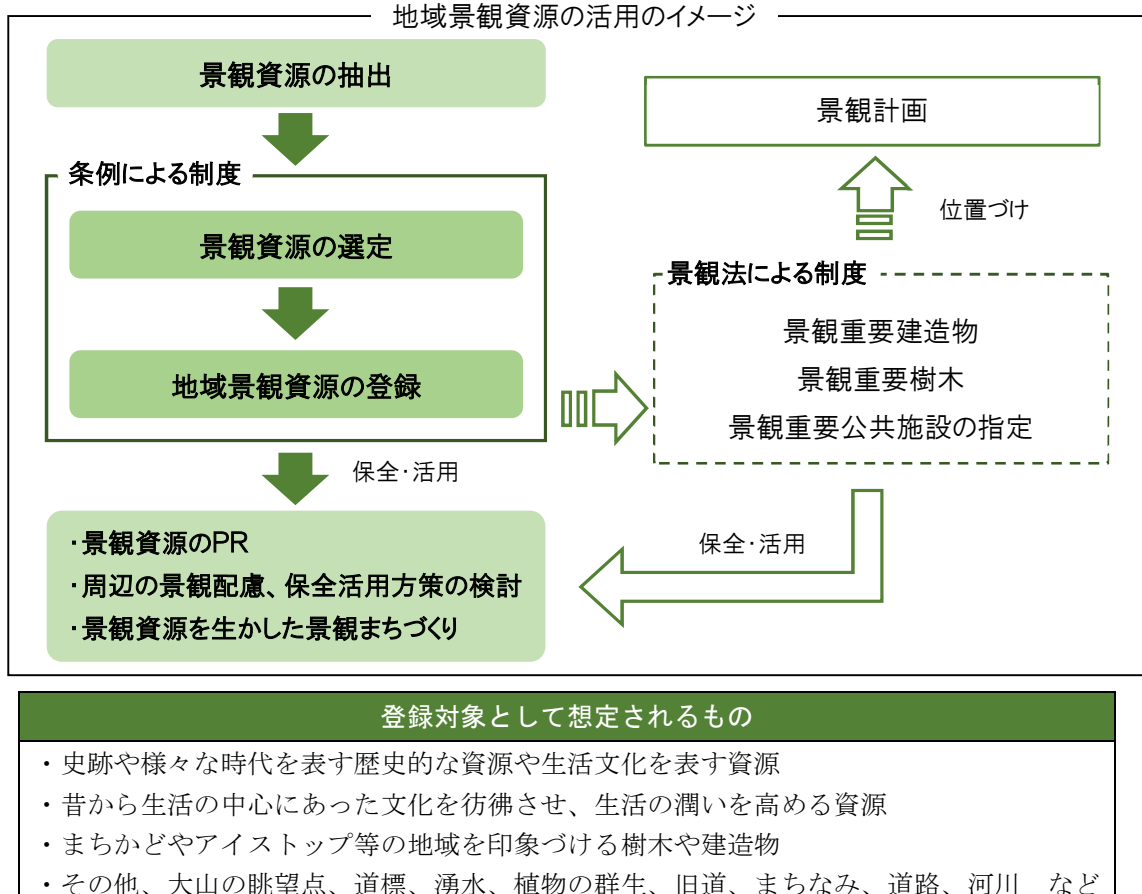 地域景観資源の活用のイメージ
景観資源の抽出
条例による制度
景観資源の選定
地域景観資源の登録
保全・活用
・景観資源のPR
・周辺の景観配慮、保全活用方策の検討
・景観資源を生かした景観まちづくり
景観計画
位置づけ
景観法による制度
景観重要建造物
景観重要樹木
景観重要公共施設の指定
保全・活用
登録対象として想定されるもの
・史跡や様々な時代を表す歴史的な資源や生活文化を表す資源
・昔から生活の中心にあった文化を彷彿させ、生活の潤いを高める資源
・まちかどやアイストップ等の地域を印象づける樹木や建造物
・その他、大山の眺望点、道標、湧水、植物の群生、旧道、まちなみ、道路、河川　など